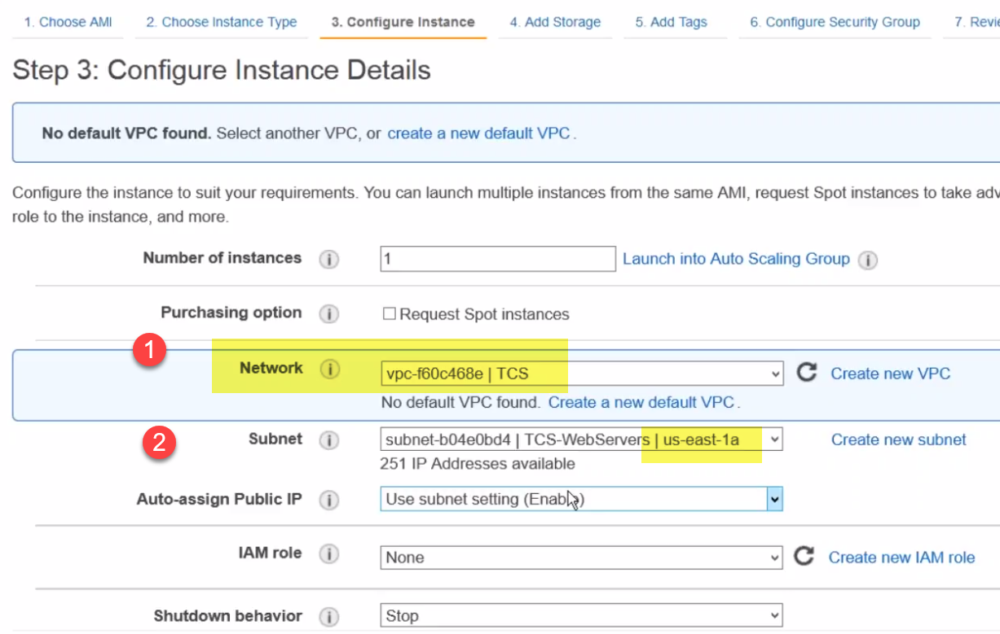 1. Choose AMI 2. Choose Instance Type 3. Configure Instance 4. Add Storage 5. Add Tags 6. Configure Security Group 7.
Step 3: Configure Instance Details
No default VPC found. Select another VPC, or create a new default VPC.
Configure the instance to suit your requirements. You can launch multiple instances from the same AMI, request Spot instances to take
role to the instance, and more.
Number of instances i 1 Launch into Auto Scaling Group i
Purchasing option i Request Spot instances
1
Network i vpc-f60c468e | TCS Create new VPC
No default VPC found. Create a new default VPC.
2
Subnet i subnet-b04e0bd4 | TCS-WebServers | us-east-1a Create new subnet
251 IP Addresses available
Auto-assign Public IP i Use subnet setting (Enable)
IAM role i None Create new IAM role
Shutdown behavior i Stop